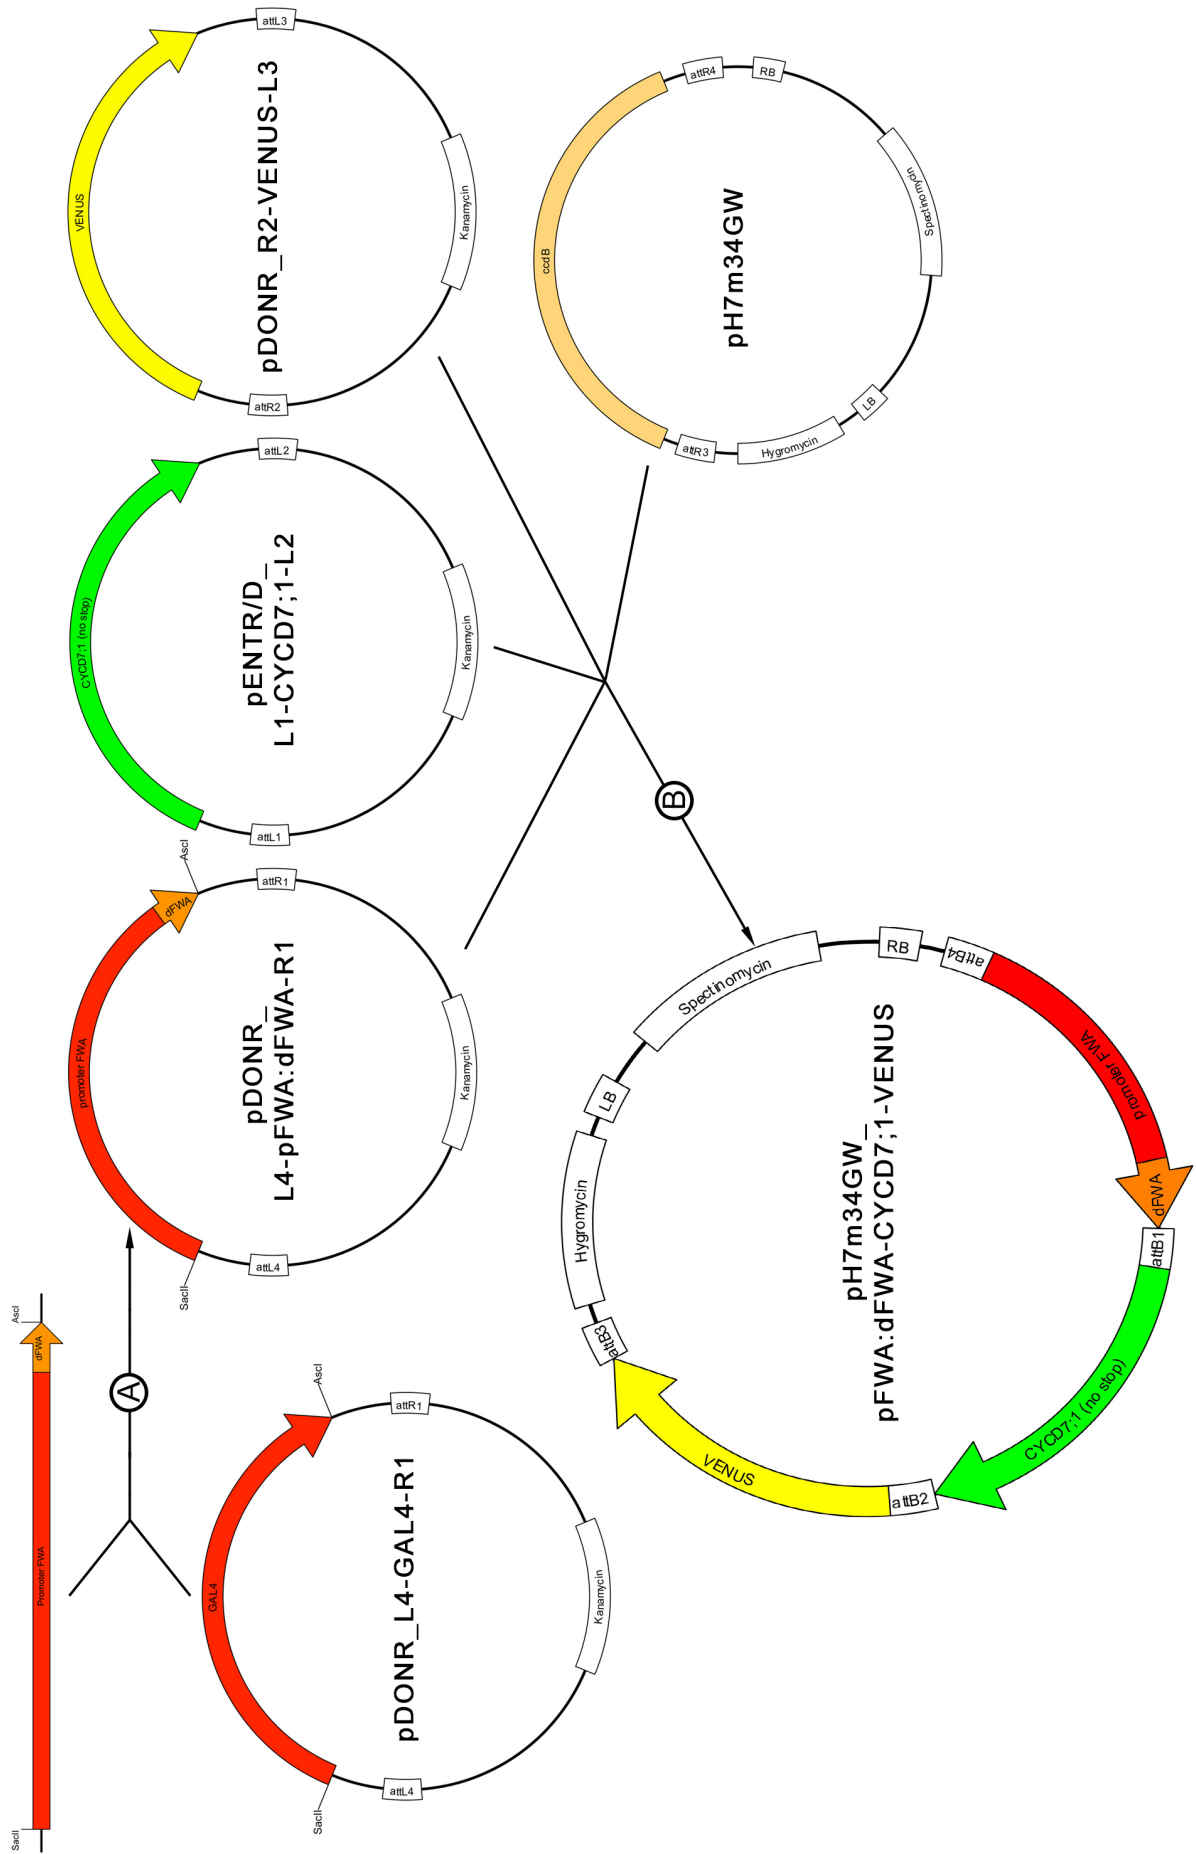 SacII
Promoter FWA
dFWA
AscI
A
SacII
GAL4
AscI
attL4
attR1
pDONR_L4-GAL4-R1
Kanamycin
SacII
promoter FWA
dFWA
AscI
attL4
attR1
pDONR_
L4-pFWA:dFWA-R1
Kanamycin
CYCD7;1 (no stop)
attL1
attL2
pENTR/D_
L1-CYCD7;1-L2
Kanamycin
VENUS
attR2
attL3
pDONR_R2-VENUS-L3
Kanamycin
ccdB
attR3
attR4
pH7m34GW
Hygromycin
LB
Spectinomycin
RB
B
Spectinomycin
RB
attB4
promoter FWA
dFWA
attB1
CYCD7;1 (no stop)
attB2
VENUS
attB3
Hygromycin
LB
pH7m34GW_
pFWA:dFWA-CYCD7;1-VENUS